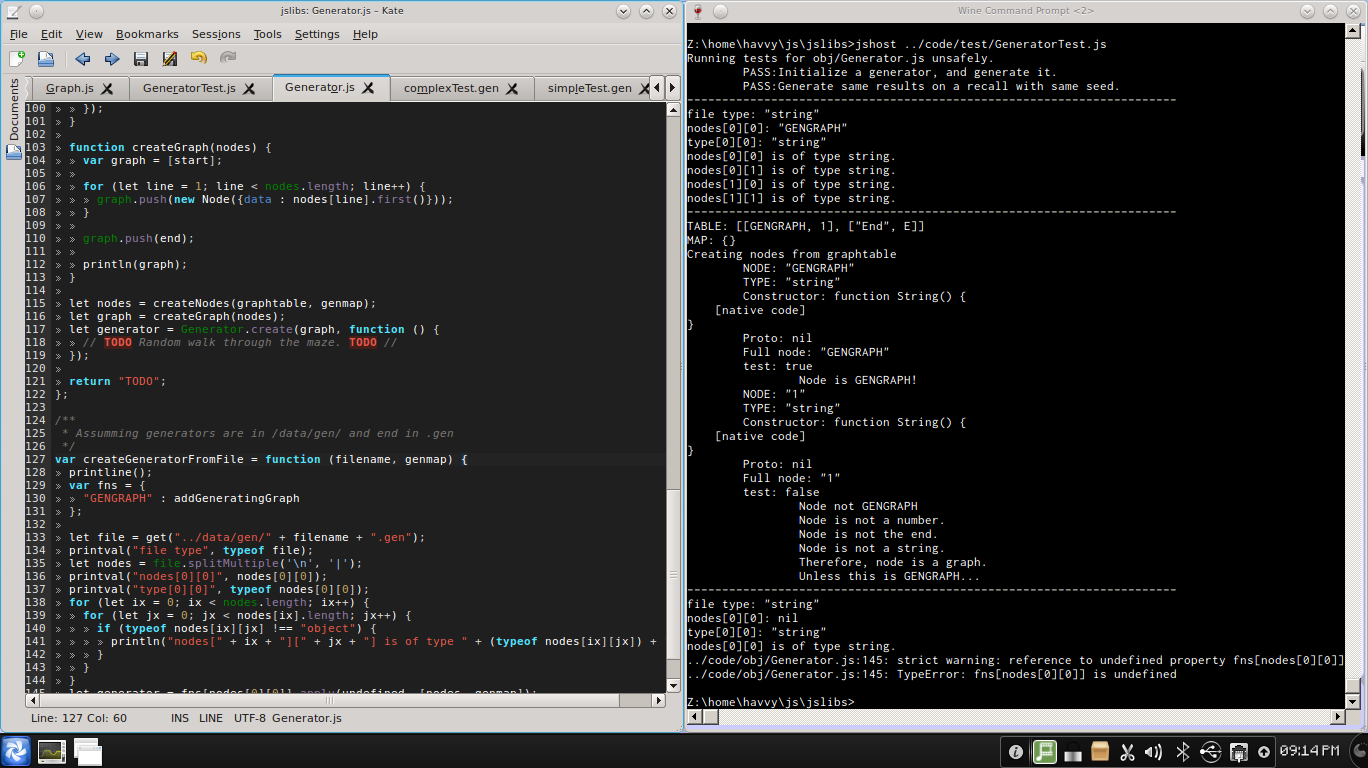 jslibs: Generator.js – Kate
File Edit View Bookmarks Sessions Tools Settings Help
Documents
Graph.js GeneratorTest.js Generator.js complexTest.gen simpleTest.gen
100 » » });
101 » }
102 »
103 » function createGraph(nodes) {
104 » » var graph = [start];
105 » »
106 » » for (let line = 1; line < nodes.length; line++) {
107 » » » graph.push(new Node({data : nodes[line].first()}));
108 » » }
109 » »
110 » » graph.push(end);
111 » »
112 » » println(graph);
113 » }
114 »
115 » let nodes = createNodes(graphtable, genmap);
116 » let graph = createGraph(nodes);
117 » let generator = Generator.create(graph, function () {
118 » » // TODO Random walk through the maze. TODO //
119 » });
120 »
121 » return "TODO";
122 };
123
124 /**
125  * Assumming generators are in /data/gen/ and end in .gen
126  */
127 var createGeneratorFromFile = function (filename, genmap) {
128 » printline();
129 » var fns = {
130 » » "GENGRAPH" : addGeneratingGraph
131 » };
132 »
133 » let file = get("../data/gen/" + filename + ".gen");
134 » printval("file type", typeof file);
135 » let nodes = file.splitMultiple('\n', '|');
136 » printval("nodes[0][0]", nodes[0][0]);
137 » printval("type[0][0]", typeof nodes[0][0]);
138 » for (let ix = 0; ix < nodes.length; ix++) {
139 » » for (let jx = 0; jx < nodes[ix].length; jx++) {
140 » » » if (typeof nodes[ix][jx] !== "object") {
141 » » » » println("nodes[" + ix + "][" + jx + "] is of type " + (typeof nodes[ix][jx]) +
142 » » » }
143 » » }
144 » }
145 » let generator = fns[nodes[0][0]].apply(undefined, [nodes, genmap]);
Line: 127 Col: 60 INS LINE UTF-8 Generator.js
Wine Command Prompt <2>
Z:\home\havvy\js\jslibs>jshost ../code/test/GeneratorTest.js
Running tests for obj/Generator.js unsafely.
PASS:Initialize a generator, and generate it.
PASS:Generate same results on a recall with same seed.
----------------------------------------------------------------------
file type: "string"
nodes[0][0]: "GENGRAPH"
type[0][0]: "string"
nodes[0][0] is of type string.
nodes[0][1] is of type string.
nodes[1][0] is of type string.
nodes[1][1] is of type string.
----------------------------------------------------------------------
TABLE: [[GENGRAPH, 1], ["End", E]]
MAP: {}
Creating nodes from graphtable
NODE: "GENGRAPH"
TYPE: "string"
Constructor: function String() {
[native code]
}
Proto: nil
Full node: "GENGRAPH"
test: true
Node is GENGRAPH!
NODE: "1"
TYPE: "string"
Constructor: function String() {
[native code]
}
Proto: nil
Full node: "1"
test: false
Node not GENGRAPH
Node is not a number.
Node is not the end.
Node is not a string.
Therefore, node is a graph.
Unless this is GENGRAPH...
----------------------------------------------------------------------
file type: "string"
nodes[0][0]: nil
type[0][0]: "string"
nodes[0][0] is of type string.
../code/obj/Generator.js:145: strict warning: reference to undefined property fns[nodes[0][0]]
../code/obj/Generator.js:145: TypeError: fns[nodes[0][0]] is undefined
Z:\home\havvy\js\jslibs>
09:14PM